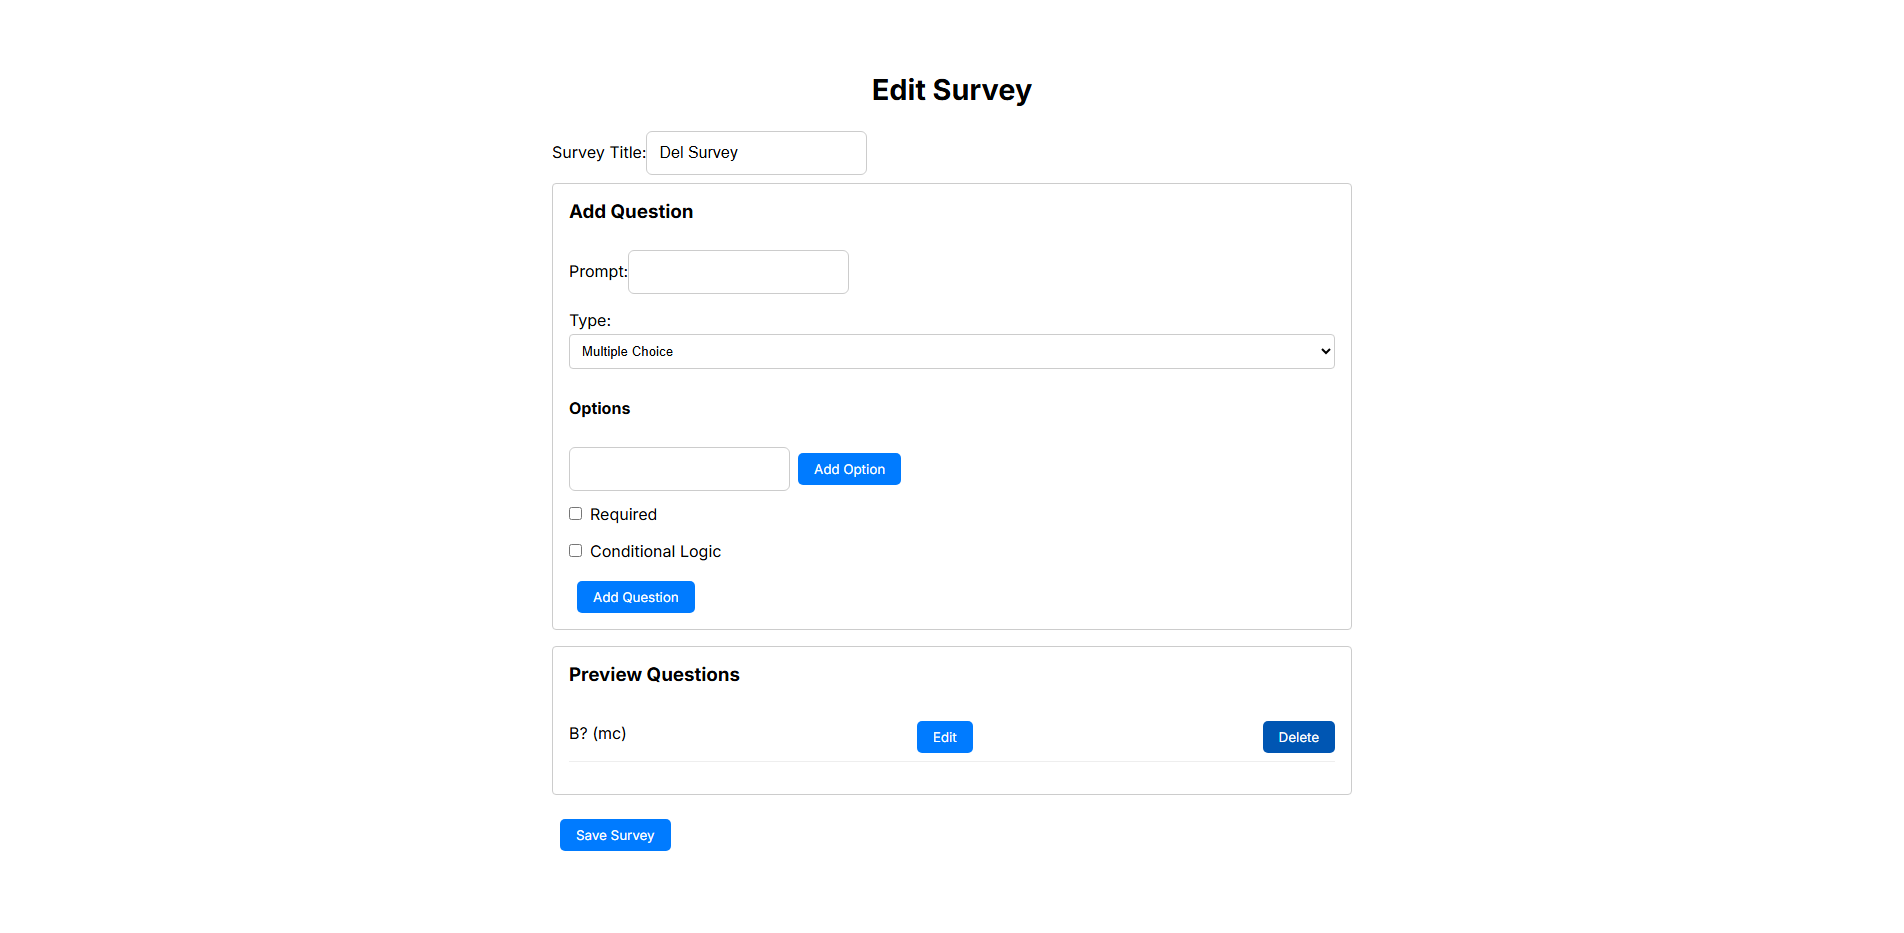 Edit Survey
Survey Title: Del Survey
Add Question
Prompt:
Type:
Multiple Choice
Options
Add Option
Required
Conditional Logic
Add Question
Preview Questions
B? (mc) Edit Delete
Save Survey